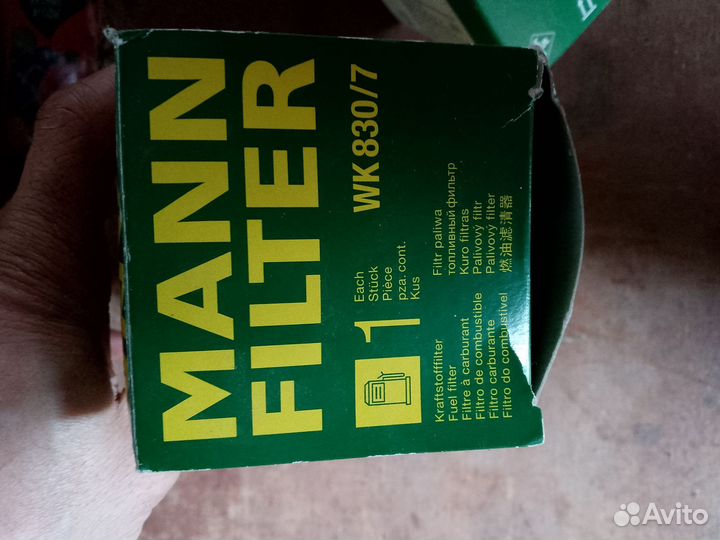 MANN
FILTER
WK 830/7
1
Each
Stück
Pièce
pza. cont.
Kus
Kraftstofffilter
Fuel filter
Filtre à carburant
Filtro de combustible
Filtro carburante
Filtro do combustível
Filtr paliwa
топливный фильтр
Kuro filtras
Palivový filtr
Palivový filter
燃油滤清器
Avito